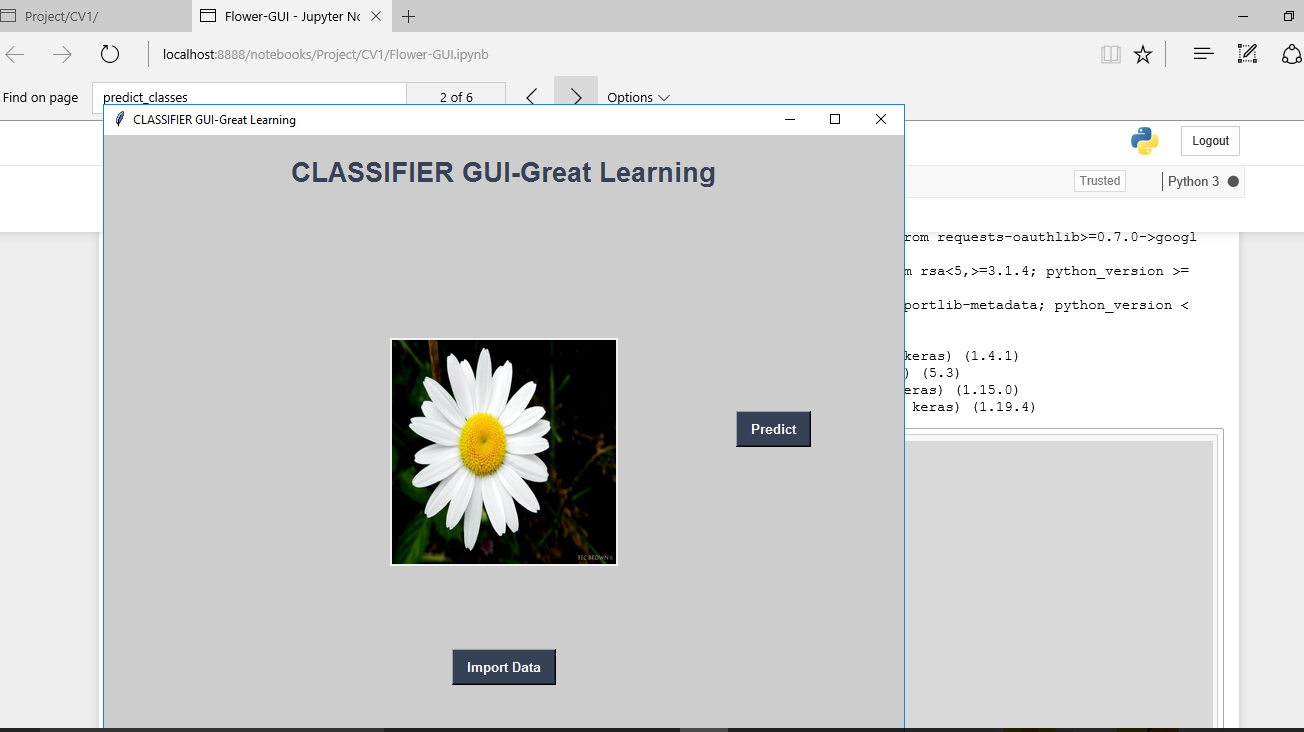 Project/CV1/
Flower-GUI - Jupyter No
localhost:8888/notebooks/Project/CV1/Flower-GUI.ipynb
Find on page
predict_classes
2 of 6
Options
CLASSIFIER GUI-Great Learning
Logout
CLASSIFIER GUI-Great Learning
Trusted
Python 3
rom requests-oauthlib>=0.7.0->googl
m rsa<5,>=3.1.4; python_version >=
portlib-metadata; python_version <
keras) (1.4.1)
) (5.3)
eras) (1.15.0)
keras) (1.19.4)
Predict
BEC BROWN©
Import Data